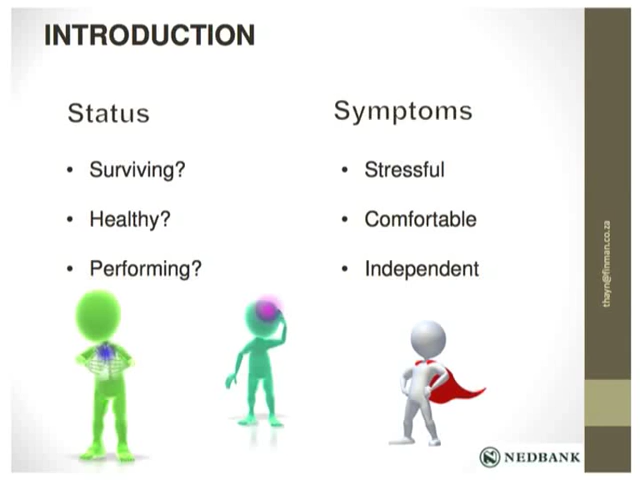 INTRODUCTION
Status
• Surviving?
• Healthy?
• Performing?
Symptoms
• Stressful
• Comfortable
• Independent
thayn@finman.co.za
NEDBANK